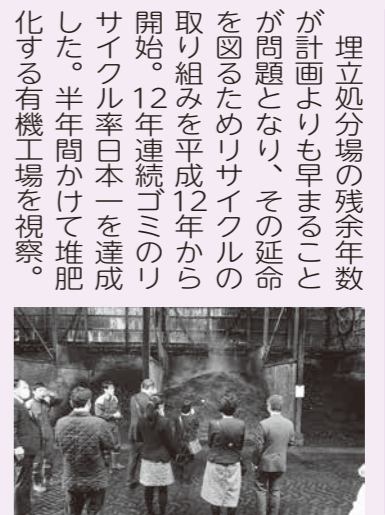 埋立処分場の残余年数
が計画よりも早まること
が問題となり、その延命
を図るためリサイクルの
取り組みを平成12年から
開始。12年連続ゴミのリ
サイクル率日本一を達成
した。半年間かけて堆肥
化する有機工場を視察。